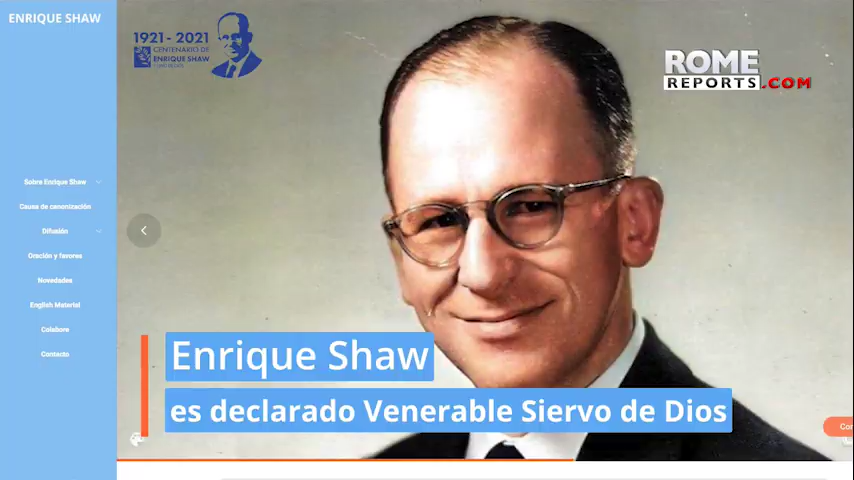 ENRIQUE SHAW
1921 - 2021
CENTENARIO DE
ENRIQUE SHAW
ROME
REPORTS.COM
Sobre Enrique Shaw
Causa de canonización
Difusión
Oración y favores
Novedades
English Material
Colabore
Contacto
Enrique Shaw
es declarado Venerable Siervo de Dios